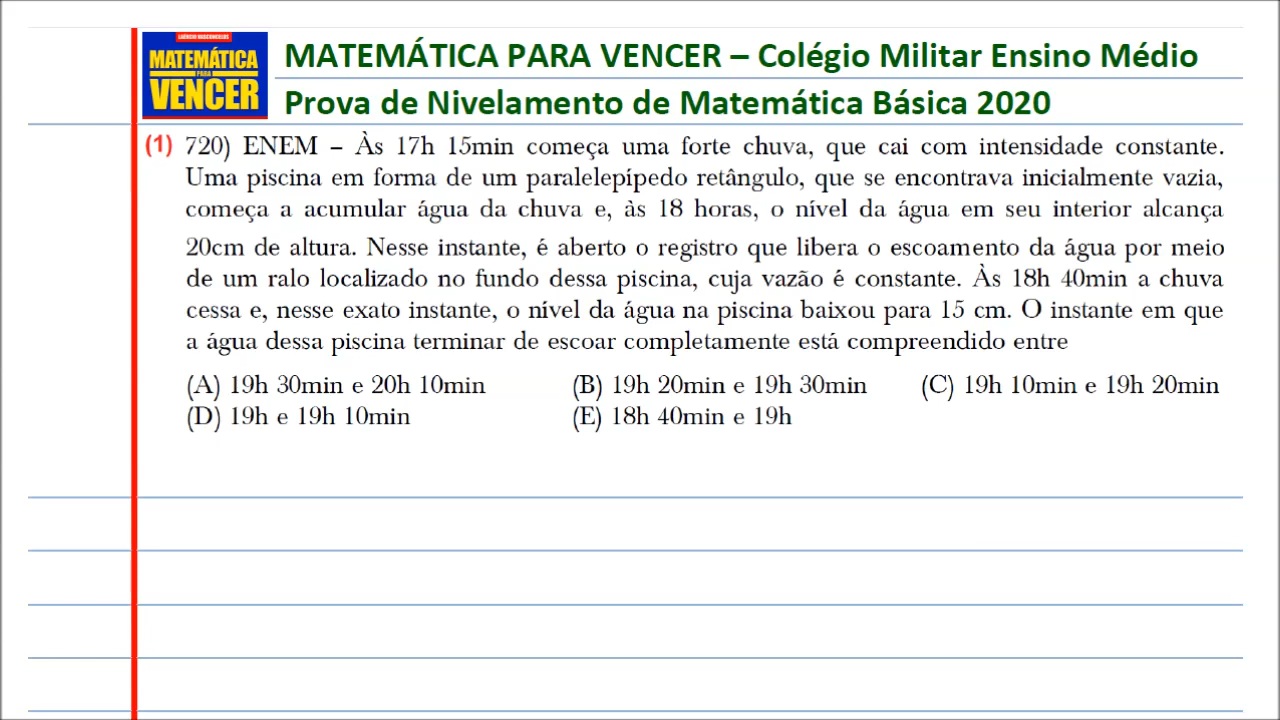 LAÉRCIO VASCONCELOS
MATEMÁTICA
PARA
VENCER
MATEMÁTICA PARA VENCER – Colégio Militar Ensino Médio
Prova de Nivelamento de Matemática Básica 2020
(1) 720) ENEM – Às 17h 15min começa uma forte chuva, que cai com intensidade constante.
Uma piscina em forma de um paralelepípedo retângulo, que se encontrava inicialmente vazia,
começa a acumular água da chuva e, às 18 horas, o nível da água em seu interior alcança
20cm de altura. Nesse instante, é aberto o registro que libera o escoamento da água por meio
de um ralo localizado no fundo dessa piscina, cuja vazão é constante. Às 18h 40min a chuva
cessa e, nesse exato instante, o nível da água na piscina baixou para 15 cm. O instante em que
a água dessa piscina terminar de escoar completamente está compreendido entre
(A) 19h 30min e 20h 10min (B) 19h 20min e 19h 30min (C) 19h 10min e 19h 20min
(D) 19h e 19h 10min (E) 18h 40min e 19h